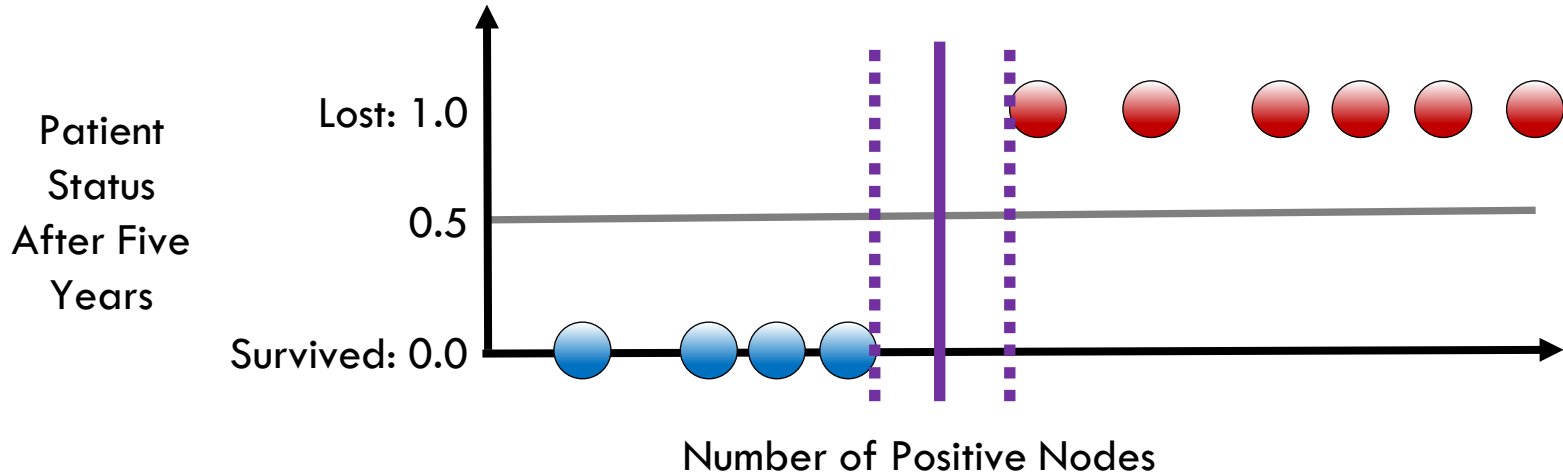 Patient
Status
After Five
Years
Lost: 1.0
0.5
Survived: 0.0
Number of Positive Nodes